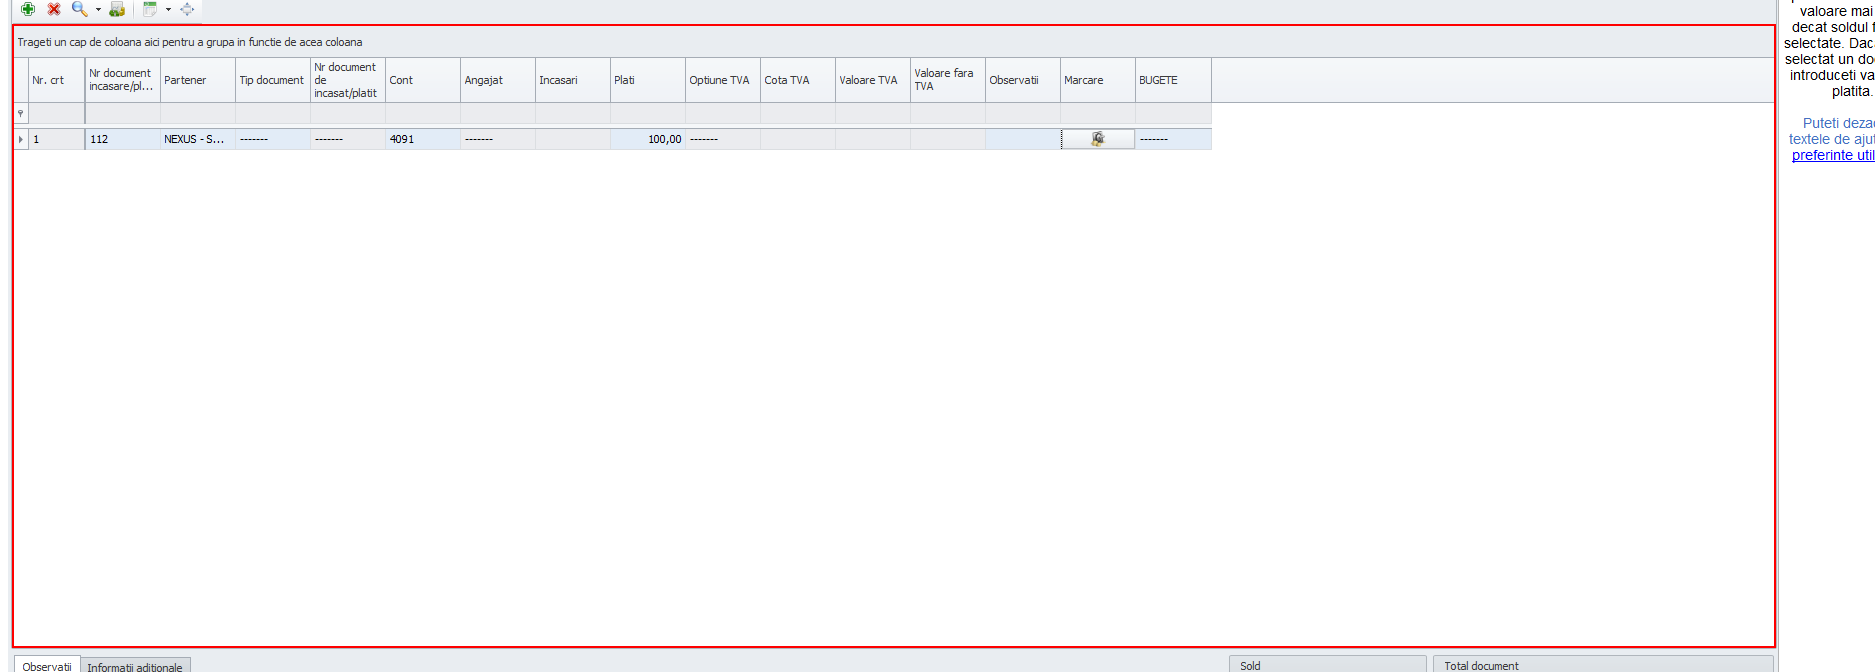 Trageti un cap de coloana aici pentru a grupa in functie de acea coloana
Nr. crt
Nr document
incasare/pl...
Partener
Tip document
Nr document
de
incasat/platit
Cont
Angajat
Incasari
Plati
Optiune TVA
Cota TVA
Valoare TVA
Valoare fara
TVA
Observatii
Marcare
BUGETE
1 112 NEXUS - S... ------- ------- 4091 ------- 100,00 ------- -------
valoare mai
decat soldul f
selectate. Dac
selectat un do
introduceti va
platita.
Puteti deza
textele de ajut
preferinte util
Observatii
Informatii aditionale
Sold
Total document